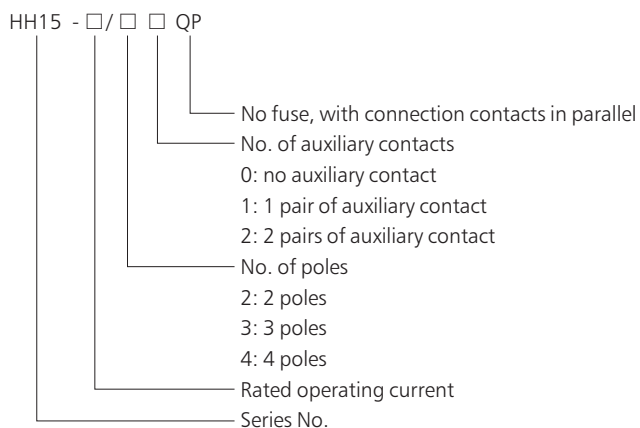 HH15 - □/ □ □ QP
No fuse, with connection contacts in parallel
No. of auxiliary contacts
0: no auxiliary contact
1: 1 pair of auxiliary contact
2: 2 pairs of auxiliary contact
No. of poles
2: 2 poles
3: 3 poles
4: 4 poles
Rated operating current
Series No.